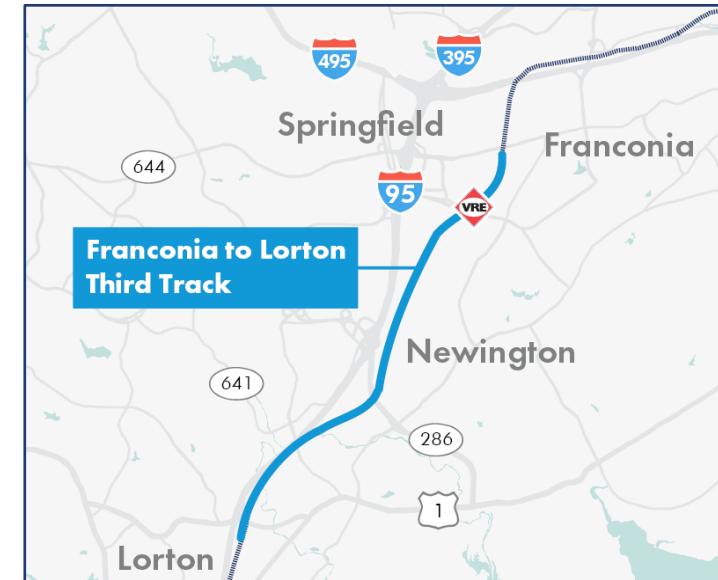 495
395
Springfield
Franconia
644
95
VRE
Franconia to Lorton
Third Track
Newington
641
286
1
Lorton